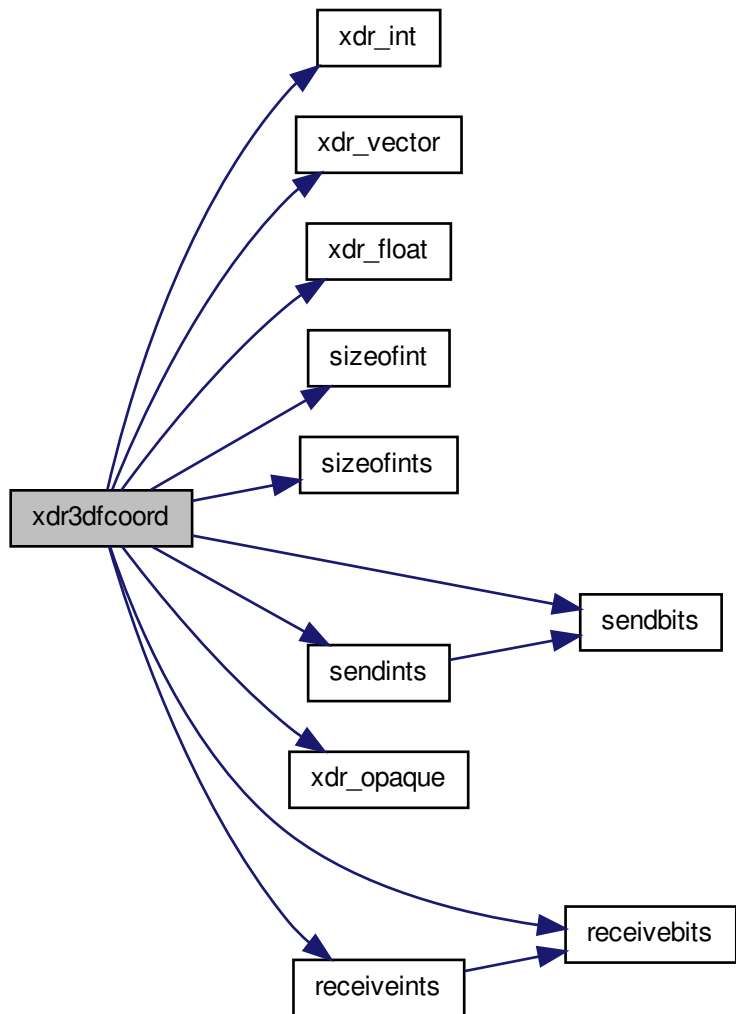 xdr_int
xdr_vector
xdr_float
sizeofint
sizeofints
xdr3dfcoord
sendbits
sendints
xdr_opaque
receivebits
receiveints